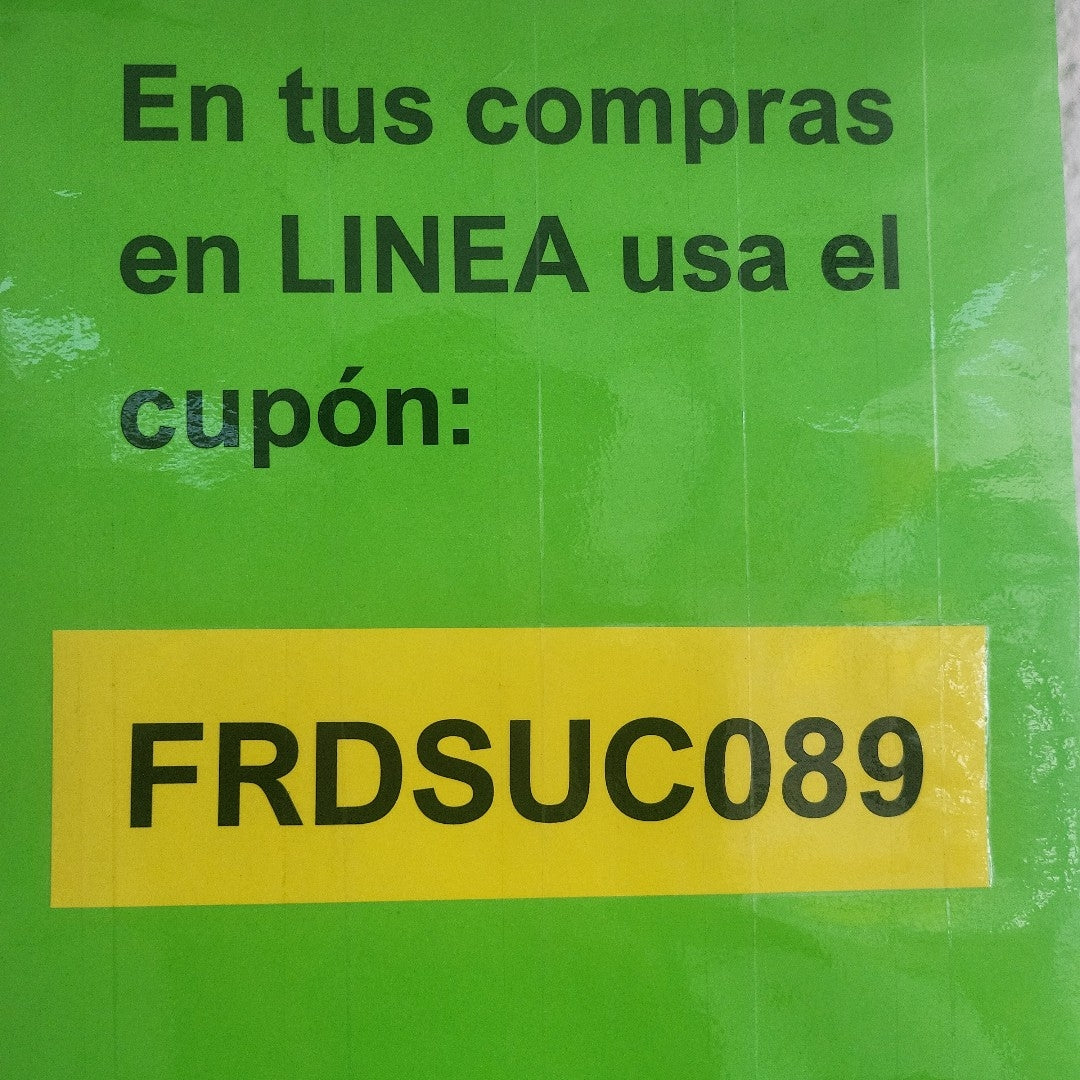 En tus compras
en LINEA usa el
cupón:
FRDSUC089